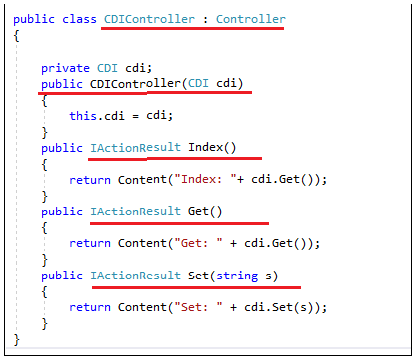 public class CDIController : Controller
{
private CDI cdi;
public CDIController(CDI cdi)
{
this.cdi = cdi;
}
public IActionResult Index()
{
return Content("Index: "+ cdi.Get());
}
public IActionResult Get()
{
return Content("Get: " + cdi.Get());
}
public IActionResult Set(string s)
{
return Content("Set: " + cdi.Set(s));
}
}